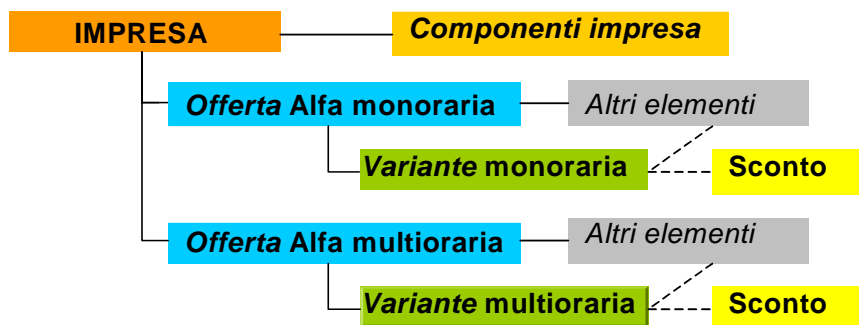 IMPRESA
Componenti impresa
Offerta Alfa monoraria
Altri elementi
Variante monoraria
Sconto
Offerta Alfa multioraria
Altri elementi
Variante multioraria
Sconto